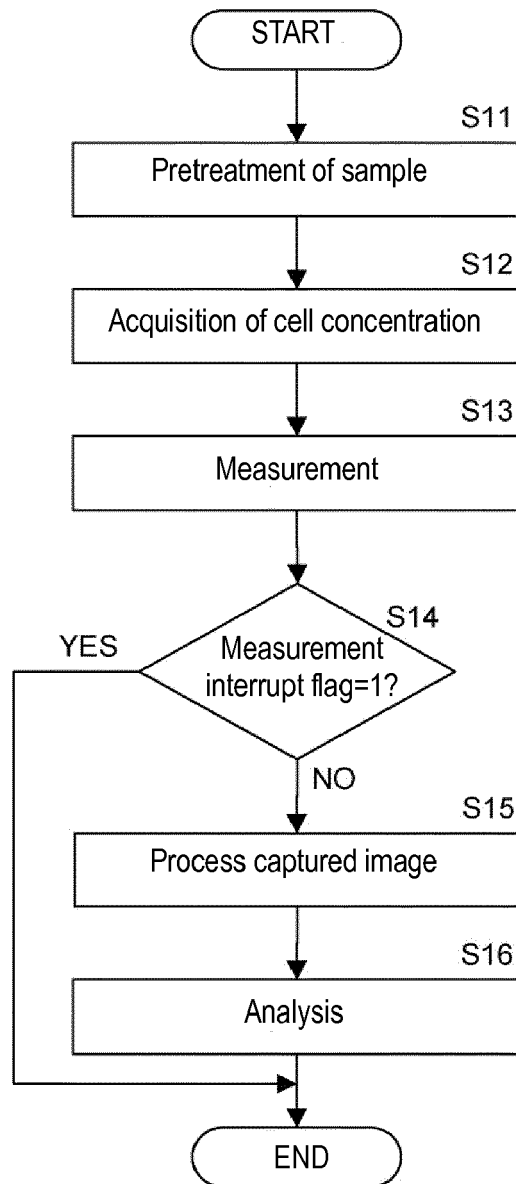 START
S11
Pretreatment of sample
S12
Acquisition of cell concentration
S13
Measurement
S14
YES
Measurement
interrupt flag=1?
NO
S15
Process captured image
S16
Analysis
END